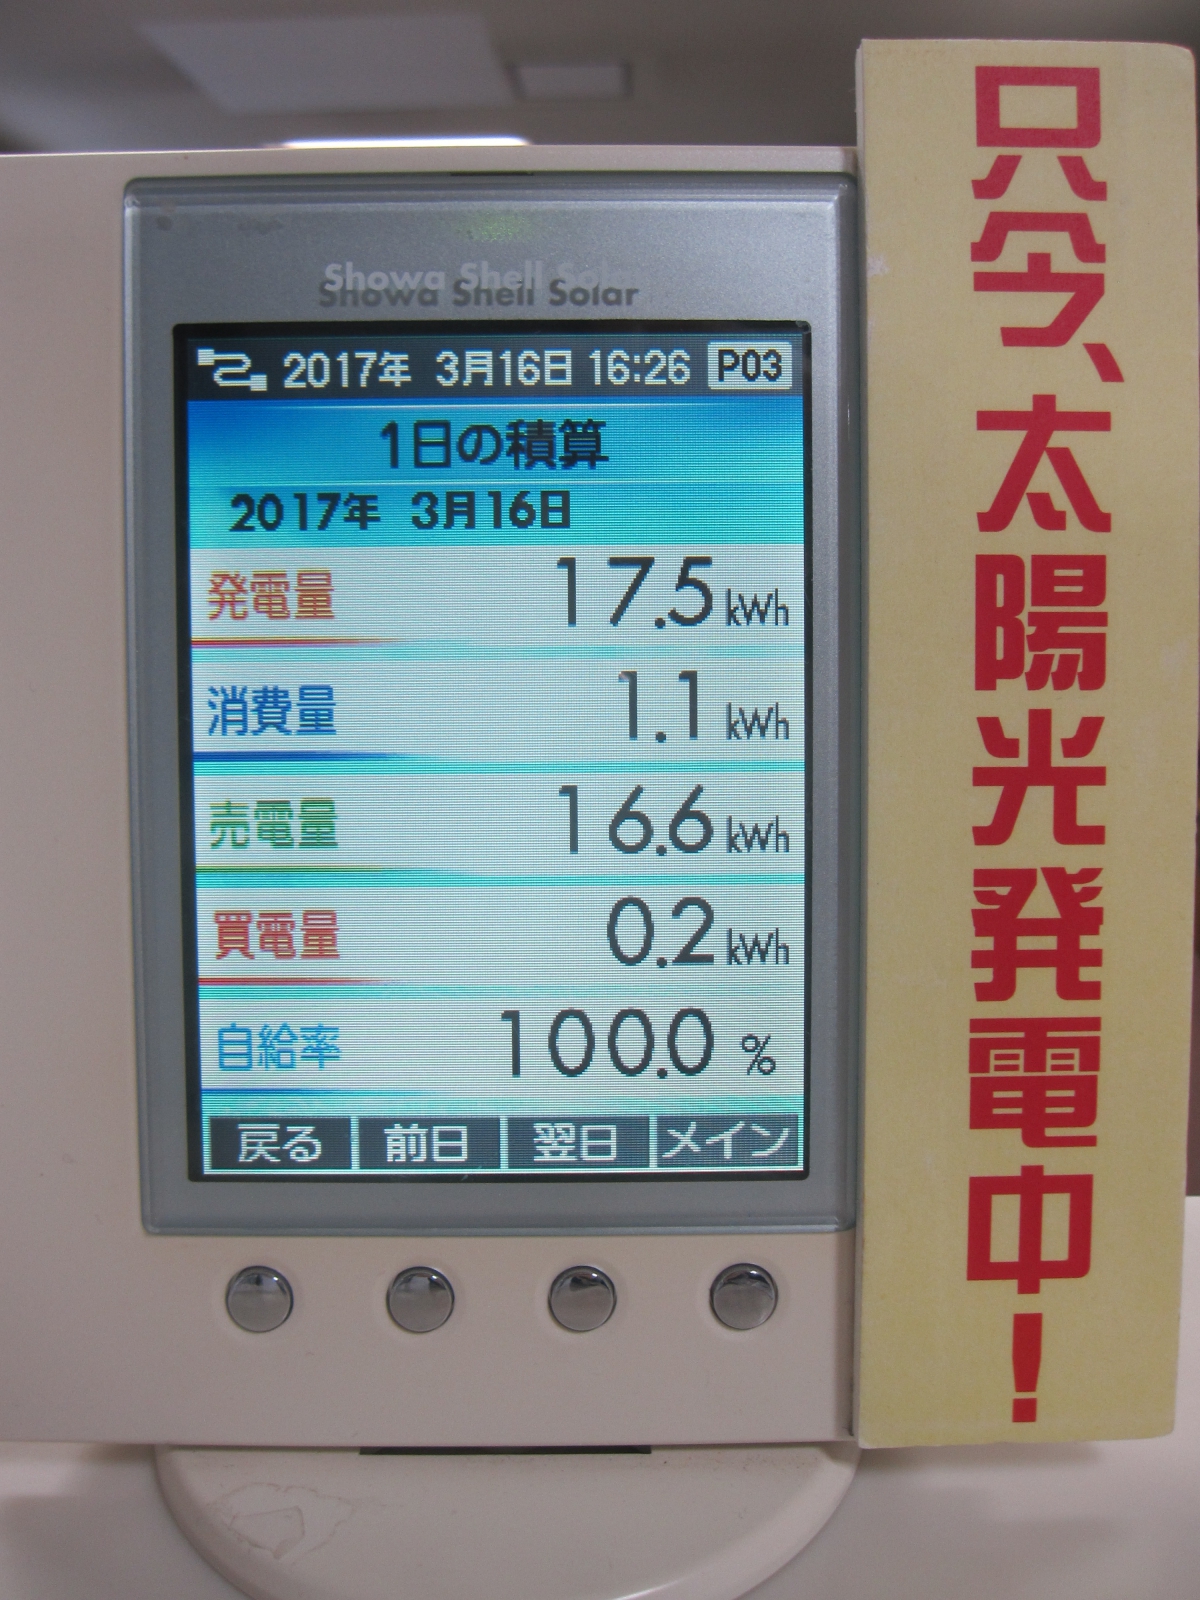 Showa Shell Solar
2017年 3月16日 16:26 P03
1日の積算
2017年 3月16日
発電量 17.5 kWh
消費量 1.1 kWh
売電量 16.6 kWh
買電量 0.2 kWh
自給率 100.0 %
戻る 前日 翌日 メイン
只今、太陽光発電中!